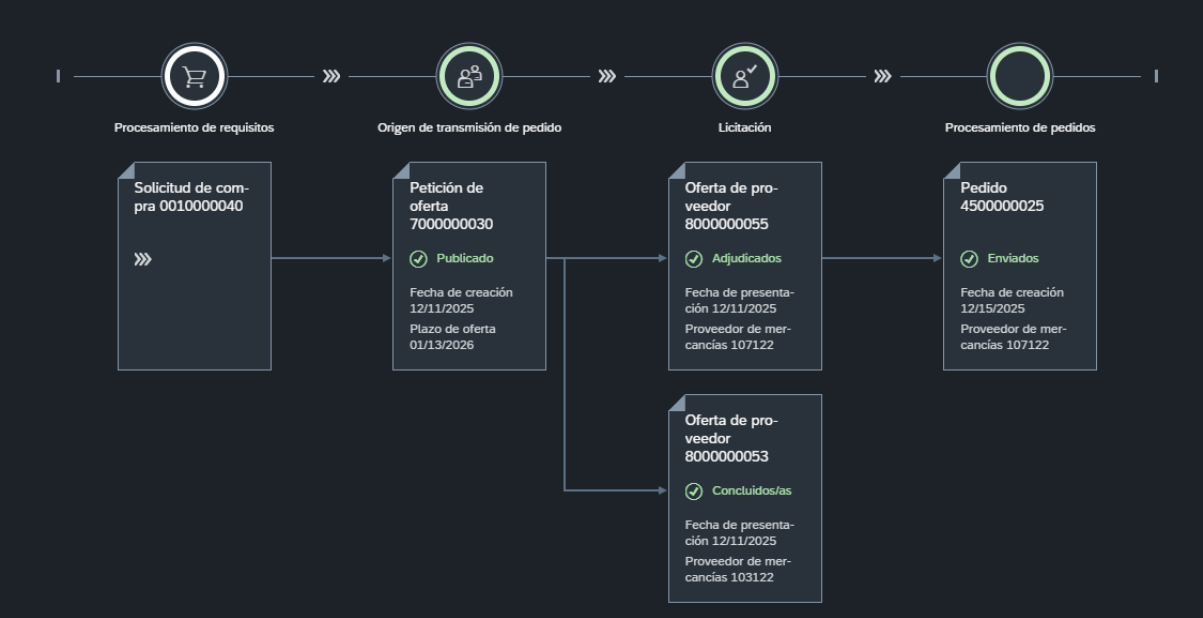 Procesamiento de requisitos
Origen de transmisión de pedido
Licitación
Procesamiento de pedidos
Solicitud de com-
pra 0010000040
Petición de
oferta
7000000030
Publicado
Fecha de creación
12/11/2025
Plazo de oferta
01/13/2026
Oferta de pro-
veedor
8000000055
Adjudicados
Fecha de presenta-
ción 12/11/2025
Proveedor de mer-
cancías 107122
Pedido
4500000025
Enviados
Fecha de creación
12/15/2025
Proveedor de mer-
cancías 107122
Oferta de pro-
veedor
8000000053
Concluidos/as
Fecha de presenta-
ción 12/11/2025
Proveedor de mer-
cancías 103122